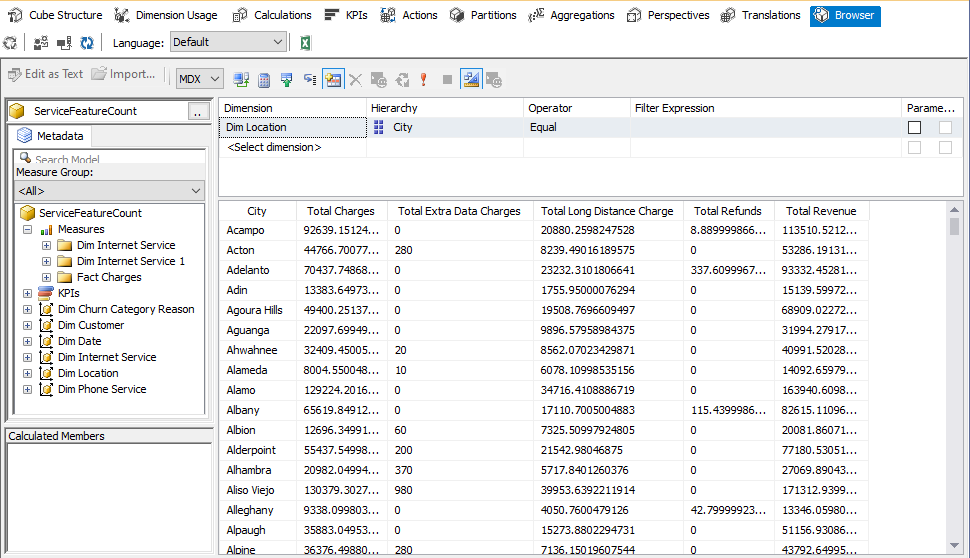 Cube Structure Dimension Usage Calculations KPIs Actions Partitions Aggregations Perspectives Translations Browser
Language: Default
Edit as Text Import... MDX
ServiceFeatureCount ..
Metadata
Search Model
Measure Group:
<All>
ServiceFeatureCount
Measures
Dim Internet Service
Dim Internet Service 1
Fact Charges
KPIs
Dim Churn Category Reason
Dim Customer
Dim Date
Dim Internet Service
Dim Location
Dim Phone Service
Calculated Members
Dimension Hierarchy Operator Filter Expression Parame...
Dim Location City Equal
<Select dimension>
City Total Charges Total Extra Data Charges Total Long Distance Charge Total Refunds Total Revenue
Acampo 92639.15124... 0 20880.2598247528 8.889999866... 113510.5212...
Acton 44766.70077... 280 8239.49016189575 0 53286.19131...
Adelanto 70437.74868... 0 23232.3101806641 337.6099967... 93332.45281...
Adin 13383.64973... 0 1755.95000076294 0 15139.59972...
Agoura Hills 49400.25137... 0 19508.7696609497 0 68909.02272...
Aguanga 22097.69949... 0 9896.57958984375 0 31994.27917...
Ahwahnee 32409.45005... 20 8562.07023429871 0 40991.52028...
Alameda 8004.550048... 10 6078.10998535156 0 14092.65979...
Alamo 129224.2016... 0 34716.4108886719 0 163940.6098...
Albany 65619.84912... 0 17110.7005004883 115.4399986... 82615.11096...
Albion 12696.34991... 60 7325.50997924805 0 20081.86071...
Alderpoint 55437.54998... 200 21542.98046875 0 77180.53051...
Alhambra 20982.04994... 370 5717.8401260376 0 27069.89043...
Aliso Viejo 130379.3027... 980 39953.6392211914 0 171312.9399...
Alleghany 9338.099803... 0 4050.7600479126 42.79999923... 13346.05980...
Alpaugh 35883.04953... 0 15273.8802294731 0 51156.93086...
Alpine 36376.49880... 280 7136.15019607544 0 43792.64995...